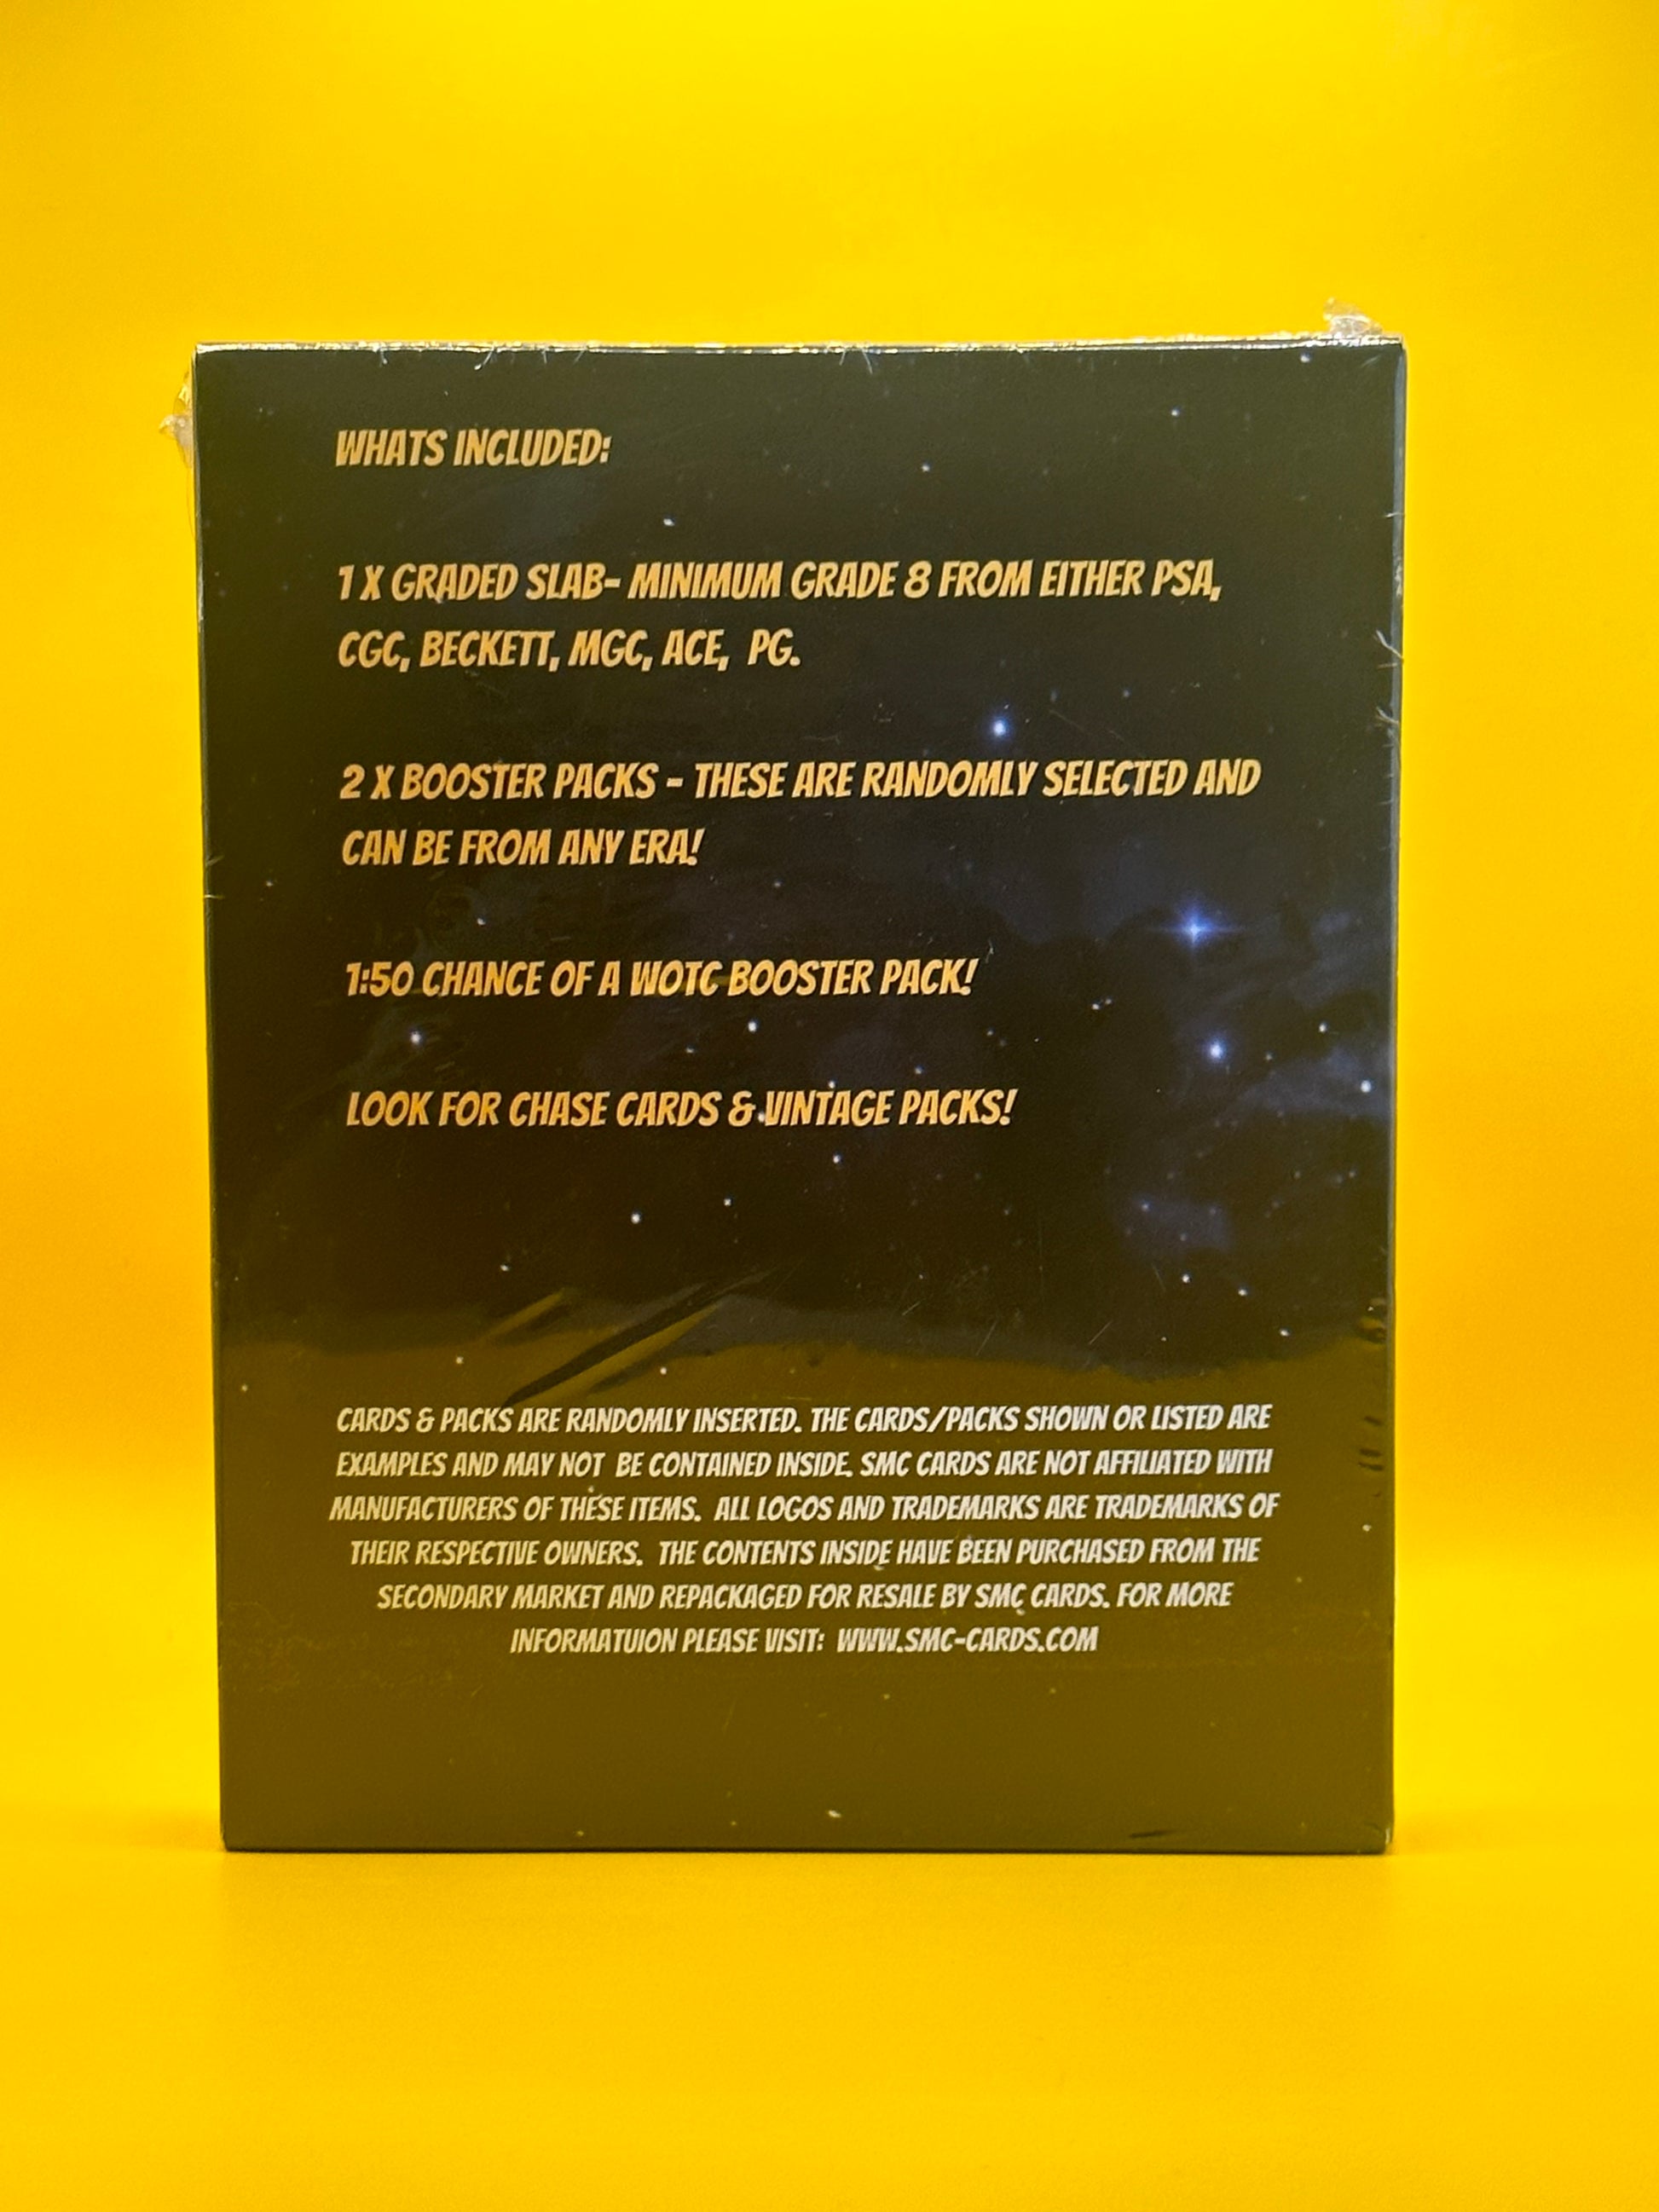 WHATS INCLUDED:
1 X GRADED SLAB- MINIMUM GRADE 8 FROM EITHER PSA,
CGC, BECKETT, MGC, ACE, PG.
2 X BOOSTER PACKS - THESE ARE RANDOMLY SELECTED AND
CAN BE FROM ANY ERA!
1:50 CHANCE OF A WOTC BOOSTER PACK!
LOOK FOR CHASE CARDS & VINTAGE PACKS!
CARDS & PACKS ARE RANDOMLY INSERTED. THE CARDS/PACKS SHOWN OR LISTED ARE
EXAMPLES AND MAY NOT BE CONTAINED INSIDE. SMC CARDS ARE NOT AFFILIATED WITH
MANUFACTURERS OF THESE ITEMS. ALL LOGOS AND TRADEMARKS ARE TRADEMARKS OF
THEIR RESPECTIVE OWNERS. THE CONTENTS INSIDE HAVE BEEN PURCHASED FROM THE
SECONDARY MARKET AND REPACKAGED FOR RESALE BY SMC CARDS. FOR MORE
INFORMATUION PLEASE VISIT: WWW.SMC-CARDS.COM